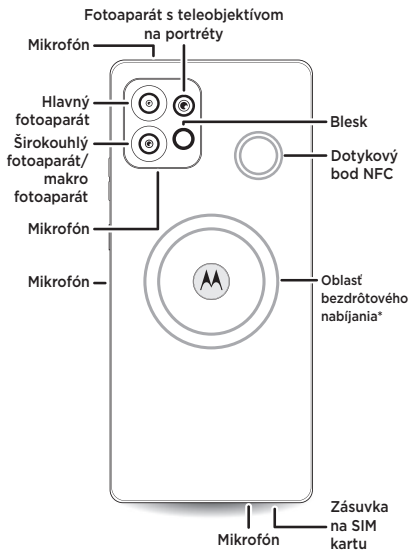 Fotoaparát s teleobjektívom
na portréty
Mikrofón
Hlavný
fotoaparát
Širokouhlý
fotoaparát/
makro
fotoaparát
Mikrofón
Mikrofón
Blesk
Dotykový
bod NFC
Oblasť
bezdrôtového
nabíjania*
Mikrofón
Zásuvka
na SIM
kartu